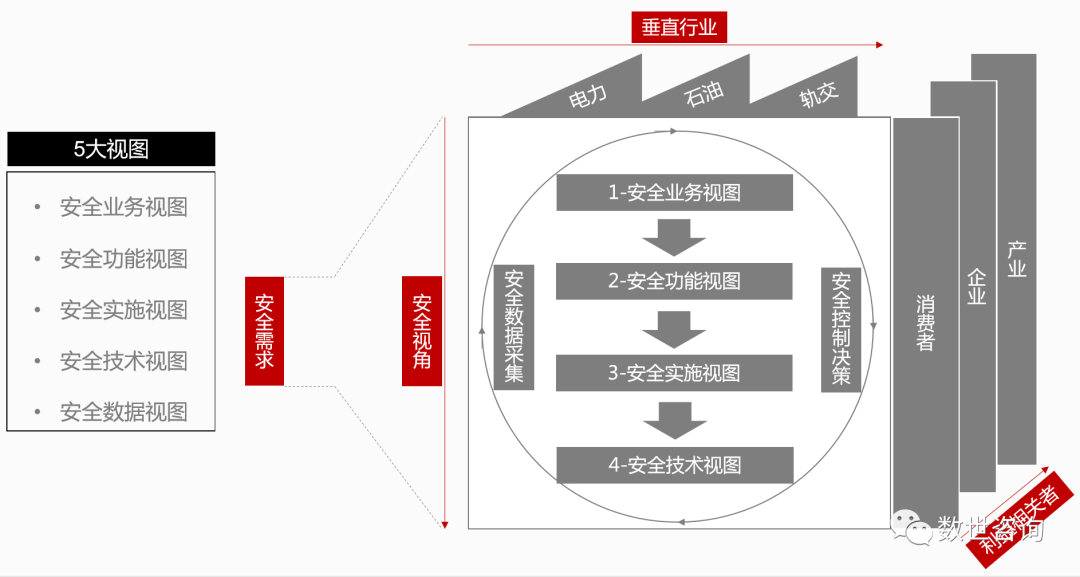 垂直行业
电力
石油
轨交
5大视图
• 安全业务视图
• 安全功能视图
• 安全实施视图
• 安全技术视图
• 安全数据视图
安全需求
安全视角
1-安全业务视图
2-安全功能视图
3-安全实施视图
4-安全技术视图
安全数据采集
安全控制决策
消费者
企业
产业
利益相关者
数世咨询